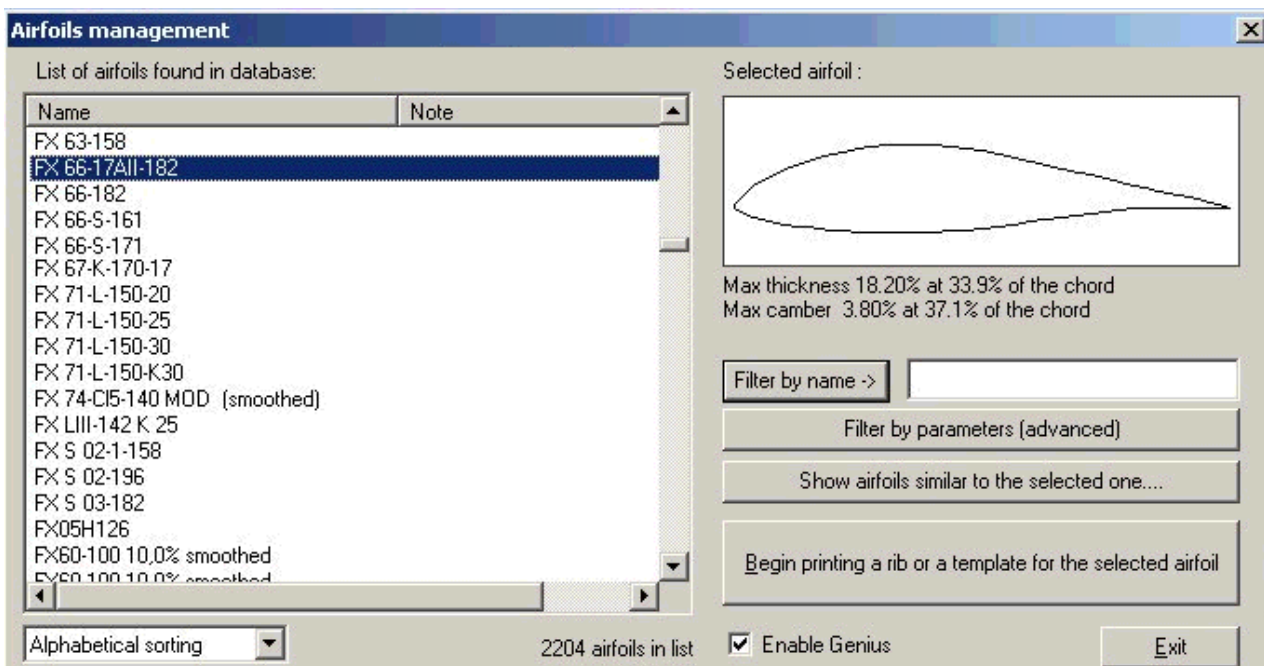 Airfoils management
List of airfoils found in database:
Name Note
FX 63-158
FX 66-17AII-182
FX 66-182
FX 66-S-161
FX 66-S-171
FX 67-K-170-17
FX 71-L-150-20
FX 71-L-150-25
FX 71-L-150-30
FX 71-L-150-K30
FX 74-CI5-140 MOD (smoothed)
FX LIII-142 K 25
FX S 02-1-158
FX S 02-196
FX S 03-182
FX05H126
FX60-100 10,0% smoothed
FX60-100 10.0% smoothed
Alphabetical sorting
2204 airfoils in list
Selected airfoil :
Max thickness 18.20% at 33.9% of the chord
Max camber 3.80% at 37.1% of the chord
Filter by name ->
Filter by parameters (advanced)
Show airfoils similar to the selected one....
Begin printing a rib or a template for the selected airfoil
Enable Genius
Exit